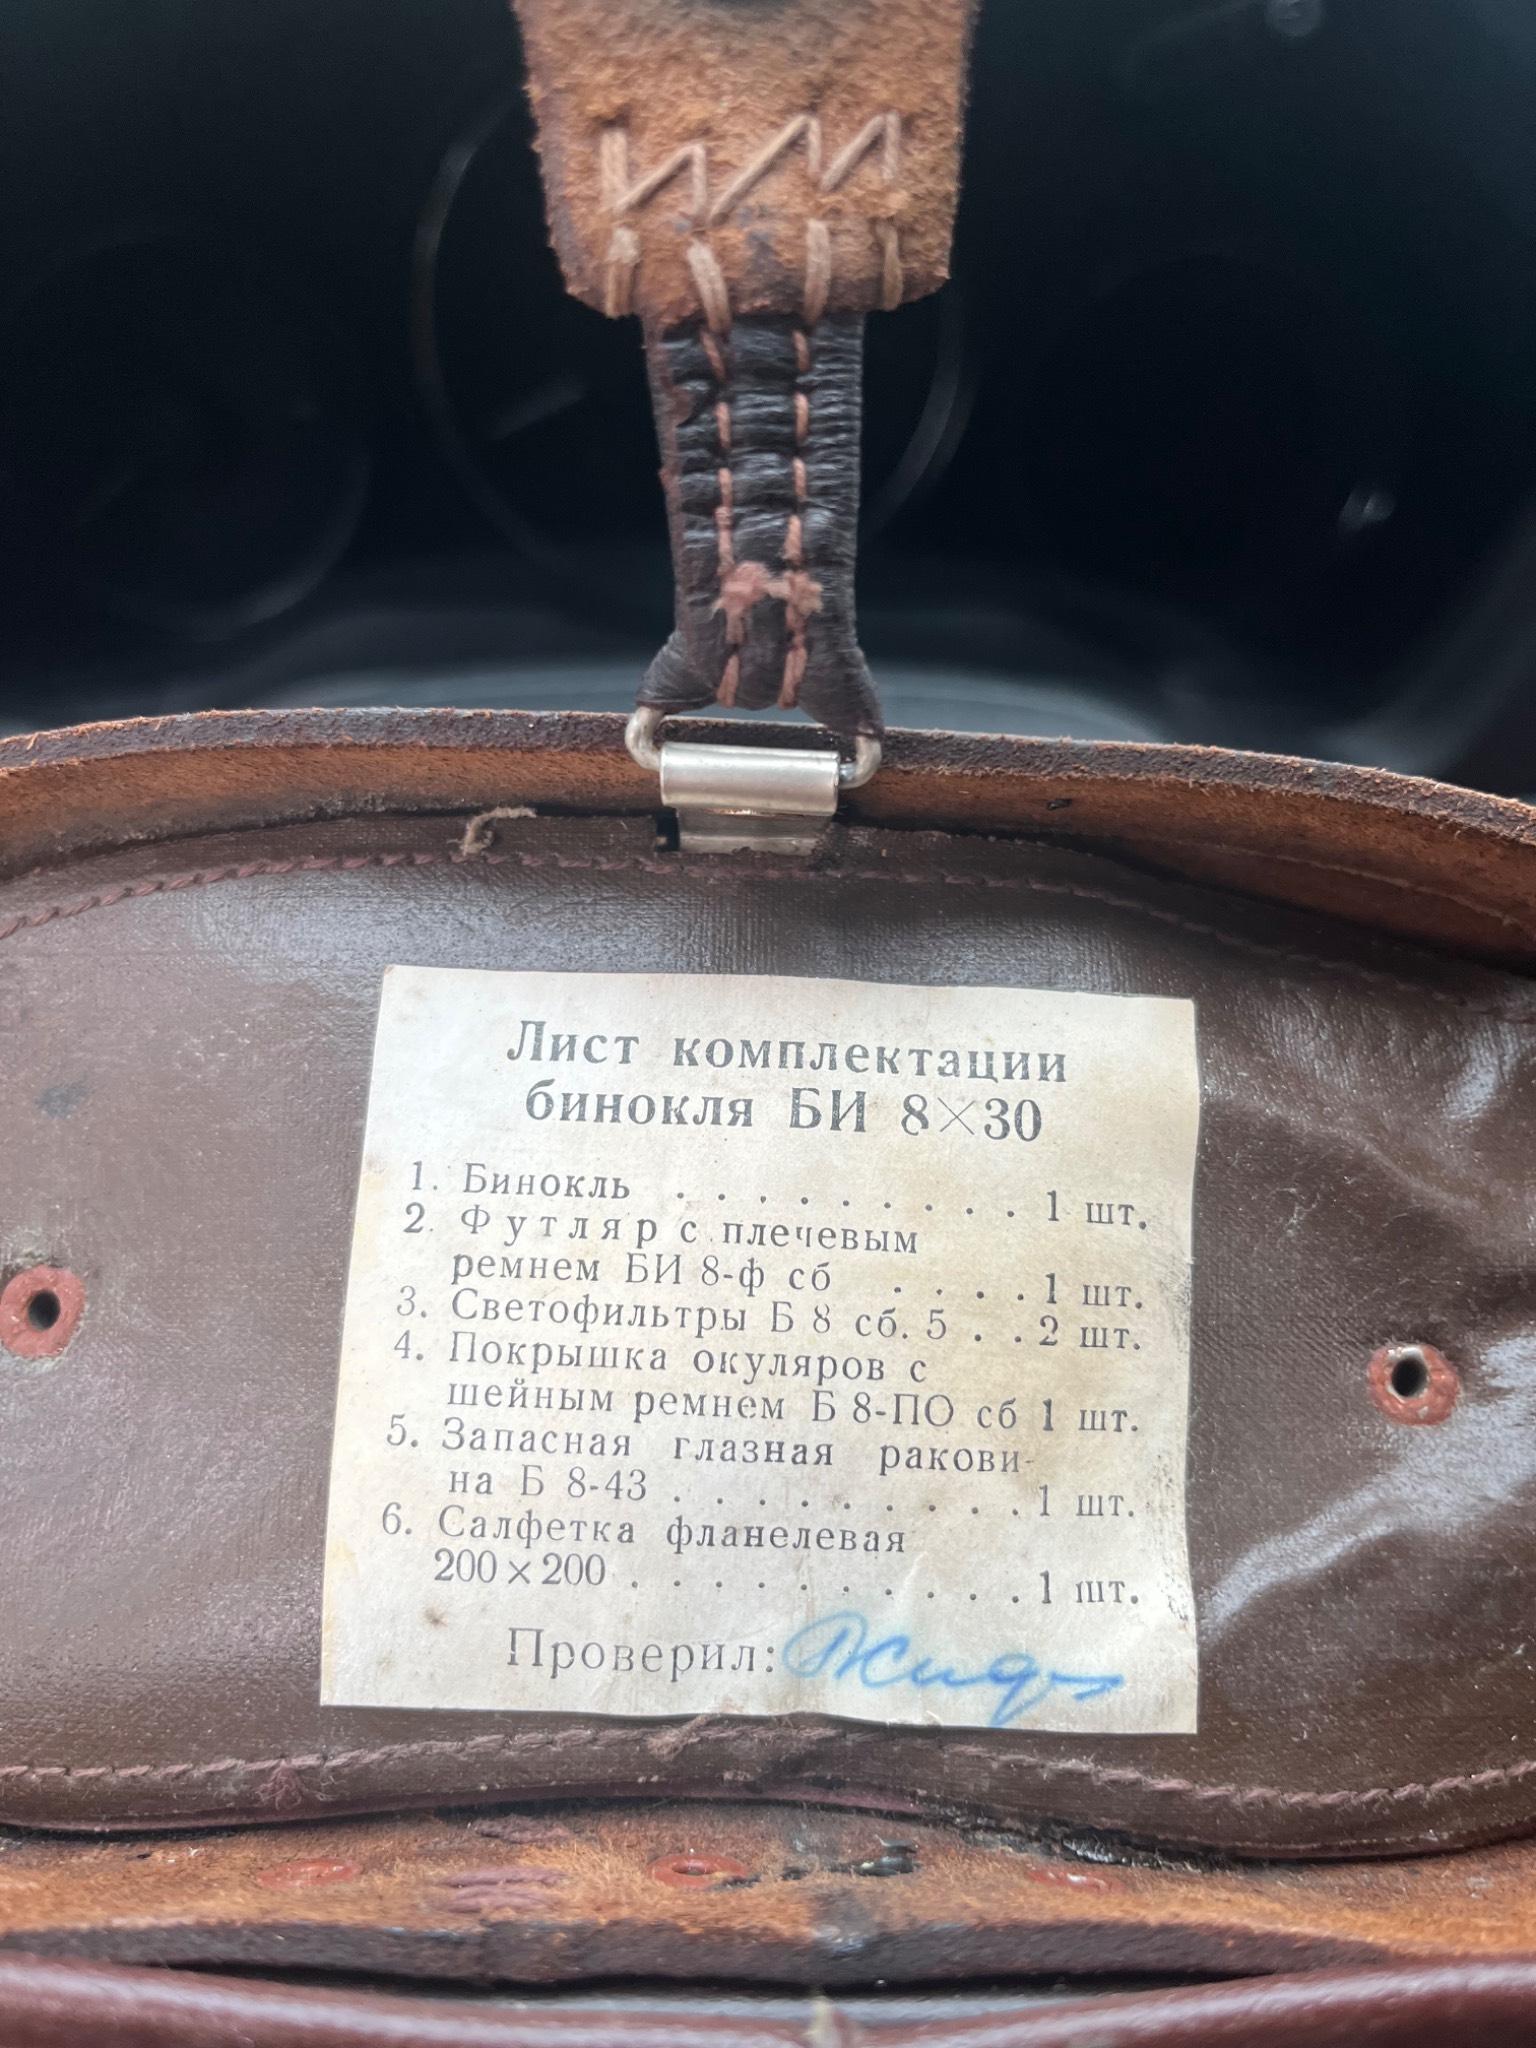 Лист комплектации
бинокля БИ 8×30
1. Бинокль . . . . . . . . . 1 шт.
2. Футляр с плечевым
ремнем БИ 8-ф сб . . . . 1 шт.
3. Светофильтры Б 8 сб. 5 . . 2 шт.
4. Покрышка окуляров с
шейным ремнем Б 8-ПО сб 1 шт.
5. Запасная глазная ракови-
на Б 8-43 . . . . . . . . . 1 шт.
6. Салфетка фланелевая
200×200 . . . . . . . . . . 1 шт.
Проверил: